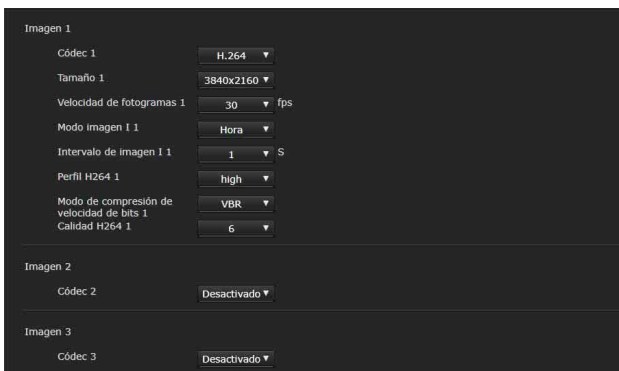 Imagen 1
Códec 1 H.264
Tamaño 1 3840x2160
Velocidad de fotogramas 1 30 fps
Modo imagen I 1 Hora
Intervalo de imagen I 1 1 S
Perfil H264 1 high
Modo de compresión de
velocidad de bits 1 VBR
Calidad H264 1 6
Imagen 2
Códec 2 Desactivado
Imagen 3
Códec 3 Desactivado